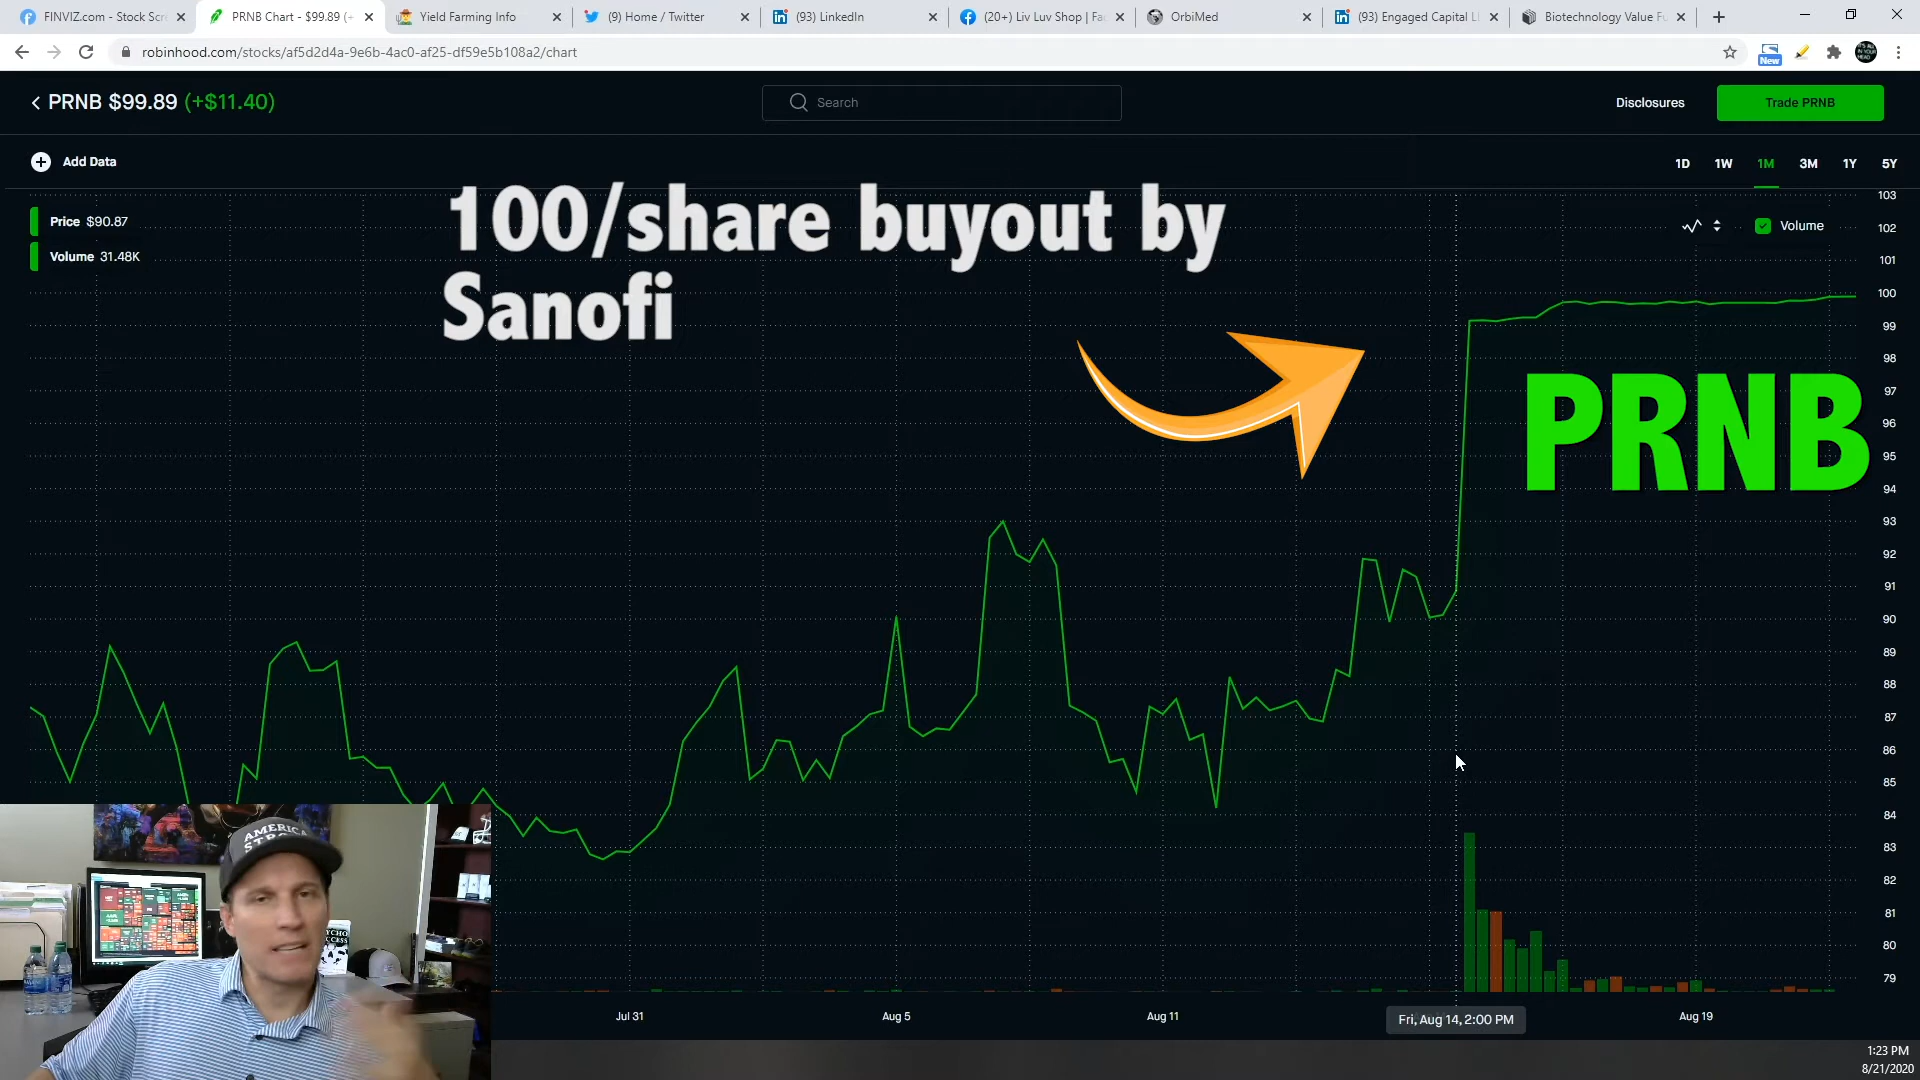 FINVIZ.com - Stock Scr
PRNB Chart - $99.89 (+
Yield Farming Info
(9) Home / Twitter
(93) LinkedIn
(20+) Liv Luv Shop | Fa
OrbiMed
(93) Engaged Capital L
Biotechnology Value Fu
robinhood.com/stocks/af5d2d4a-9e6b-4ac0-af25-df59e5b108a2/chart
New
PRNB $99.89 (+$11.40)
Search
Disclosures
Trade PRNB
Add Data
1D 1W 1M 3M 1Y 5Y
Price $90.87
Volume 31.48K
Volume
100/share buyout by
Sanofi
PRNB
103
102
101
100
99
98
97
96
95
94
93
92
91
90
89
88
87
86
85
84
83
82
81
80
79
AMERICA
Jul 31
Aug 5
Aug 11
Fri, Aug 14, 2:00 PM
Aug 19
1:23 PM
8/21/2020